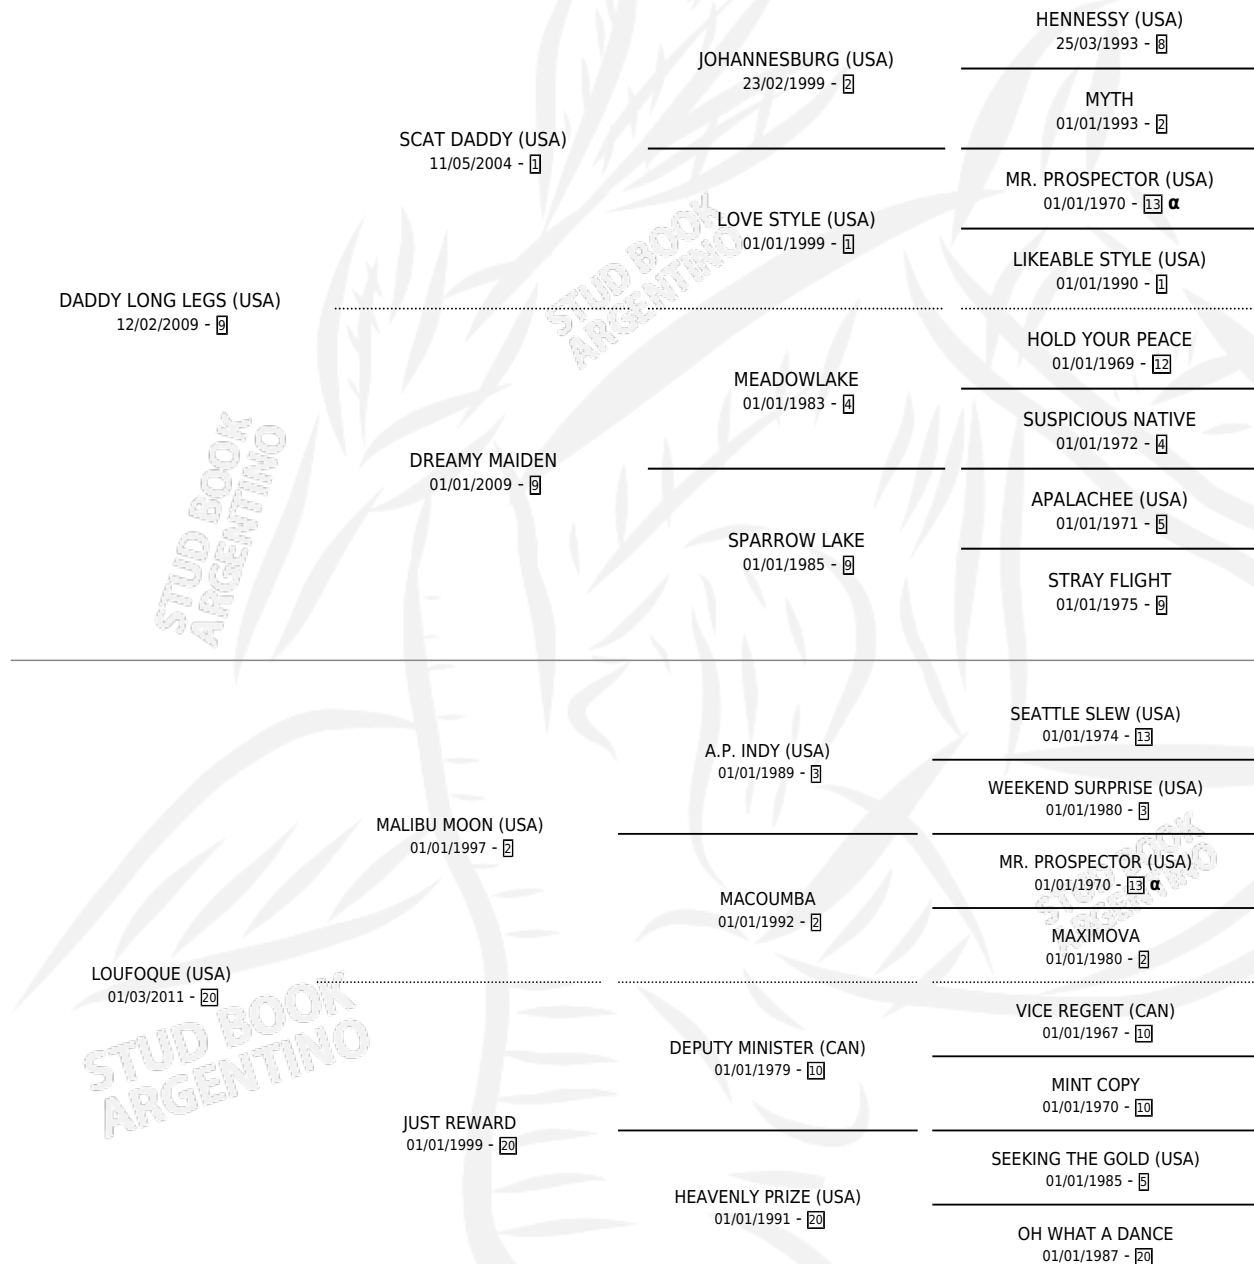 HENNESSY (USA)
25/03/1993 - 8
JOHANNESBURG (USA)
23/02/1999 - 2
MYTH
01/01/1993 - 2
SCAT DADDY (USA)
11/05/2004 - 1
MR. PROSPECTOR (USA)
01/01/1970 - 13 α
LOVE STYLE (USA)
01/01/1999 - 1
LIKEABLE STYLE (USA)
01/01/1990 - 1
DADDY LONG LEGS (USA)
12/02/2009 - 9
HOLD YOUR PEACE
01/01/1969 - 12
MEADOWLAKE
01/01/1983 - 4
SUSPICIOUS NATIVE
01/01/1972 - 4
DREAMY MAIDEN
01/01/2009 - 9
APALACHEE (USA)
01/01/1971 - 5
SPARROW LAKE
01/01/1985 - 9
STRAY FLIGHT
01/01/1975 - 9
SEATTLE SLEW (USA)
01/01/1974 - 13
A.P. INDY (USA)
01/01/1989 - 3
WEEKEND SURPRISE (USA)
01/01/1980 - 3
MALIBU MOON (USA)
01/01/1997 - 2
MR. PROSPECTOR (USA)
01/01/1970 - 13 α
MACOUMBA
01/01/1992 - 2
MAXIMOVA
01/01/1980 - 2
LOUFOQUE (USA)
01/03/2011 - 20
VICE REGENT (CAN)
01/01/1967 - 10
DEPUTY MINISTER (CAN)
01/01/1979 - 10
MINT COPY
01/01/1970 - 10
JUST REWARD
01/01/1999 - 20
SEEKING THE GOLD (USA)
01/01/1985 - 5
HEAVENLY PRIZE (USA)
01/01/1991 - 20
OH WHAT A DANCE
01/01/1987 - 20
STUD BOOK
ARGENTINO
STUD BOOK
ARGENTINO
STUD BOOK
ARGENTINO
STUD BOOK
ARGENTINO